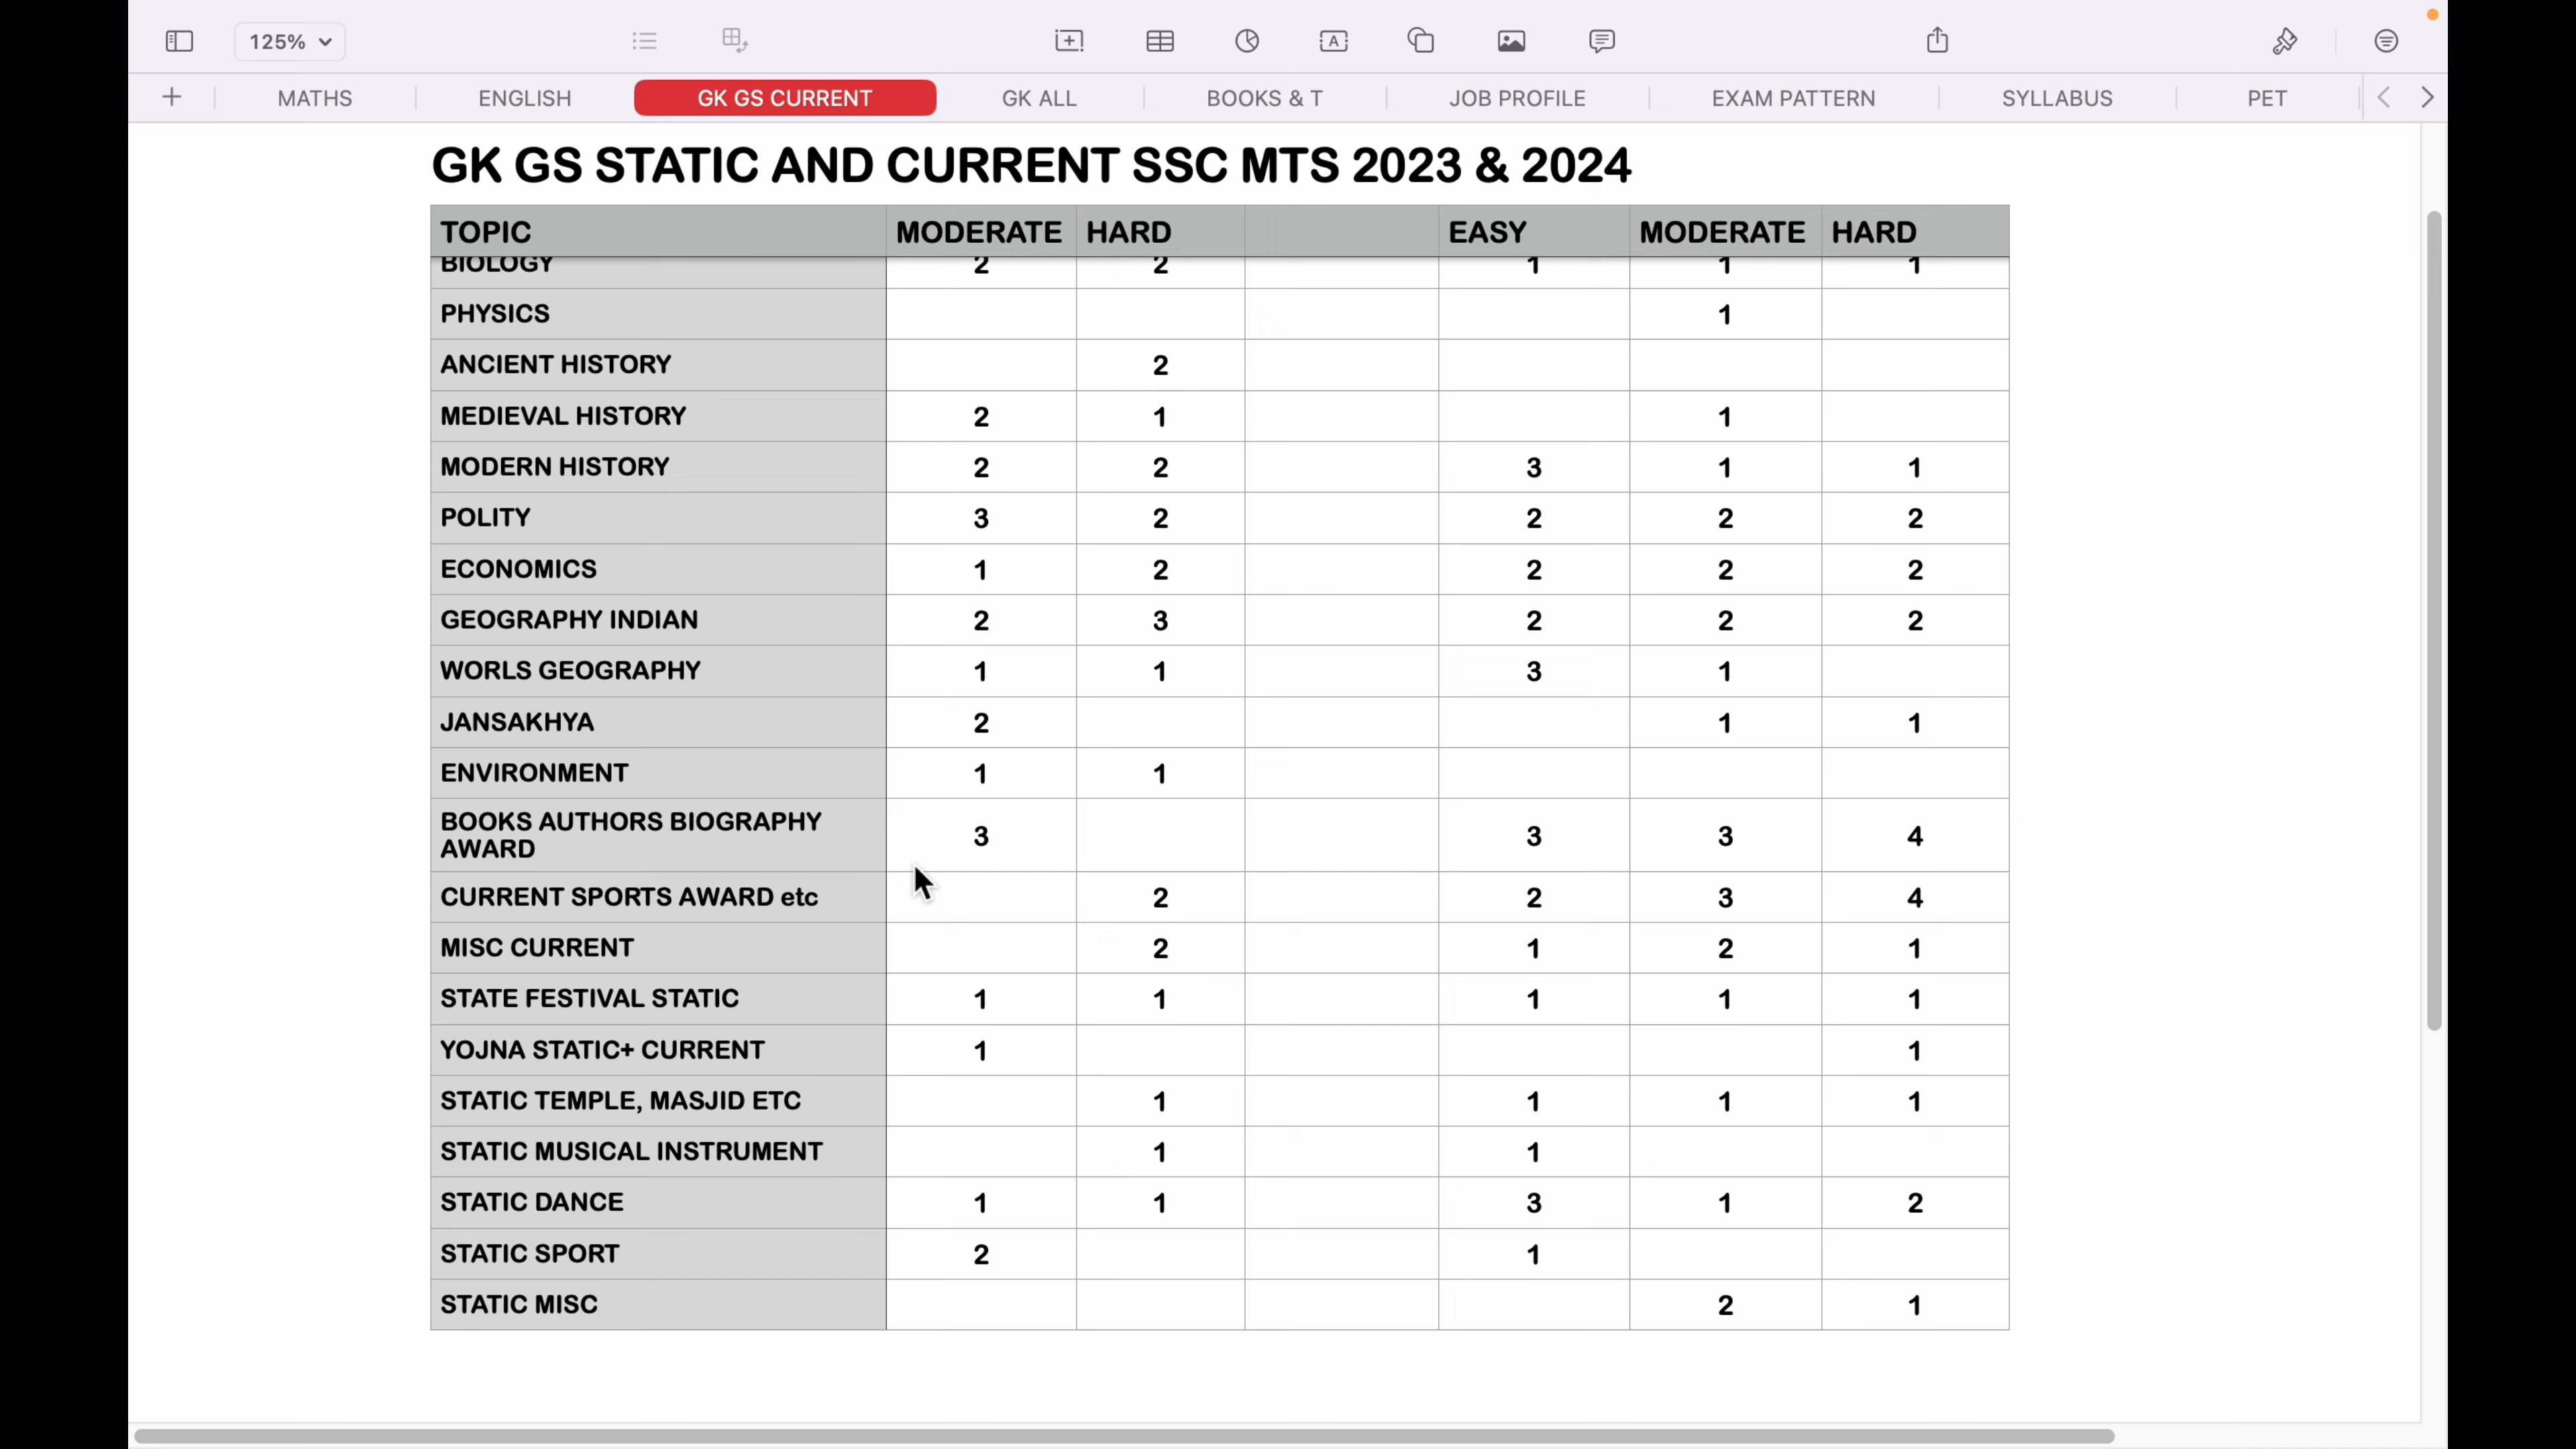 125%
MATHS ENGLISH GK GS CURRENT GK ALL BOOKS & T JOB PROFILE EXAM PATTERN SYLLABUS PET
GK GS STATIC AND CURRENT SSC MTS 2023 & 2024
TOPIC MODERATE HARD EASY MODERATE HARD
BIOLOGY 2 2 1 1 1
PHYSICS 1
ANCIENT HISTORY 2
MEDIEVAL HISTORY 2 1 1
MODERN HISTORY 2 2 3 1 1
POLITY 3 2 2 2 2
ECONOMICS 1 2 2 2 2
GEOGRAPHY INDIAN 2 3 2 2 2
WORLS GEOGRAPHY 1 1 3 1
JANSAKHYA 2 1 1
ENVIRONMENT 1 1
BOOKS AUTHORS BIOGRAPHY
AWARD 3 3 3 4
CURRENT SPORTS AWARD etc 2 2 3 4
MISC CURRENT 2 1 2 1
STATE FESTIVAL STATIC 1 1 1 1 1
YOJNA STATIC+ CURRENT 1 1
STATIC TEMPLE, MASJID ETC 1 1 1 1
STATIC MUSICAL INSTRUMENT 1 1
STATIC DANCE 1 1 3 1 2
STATIC SPORT 2 1
STATIC MISC 2 1